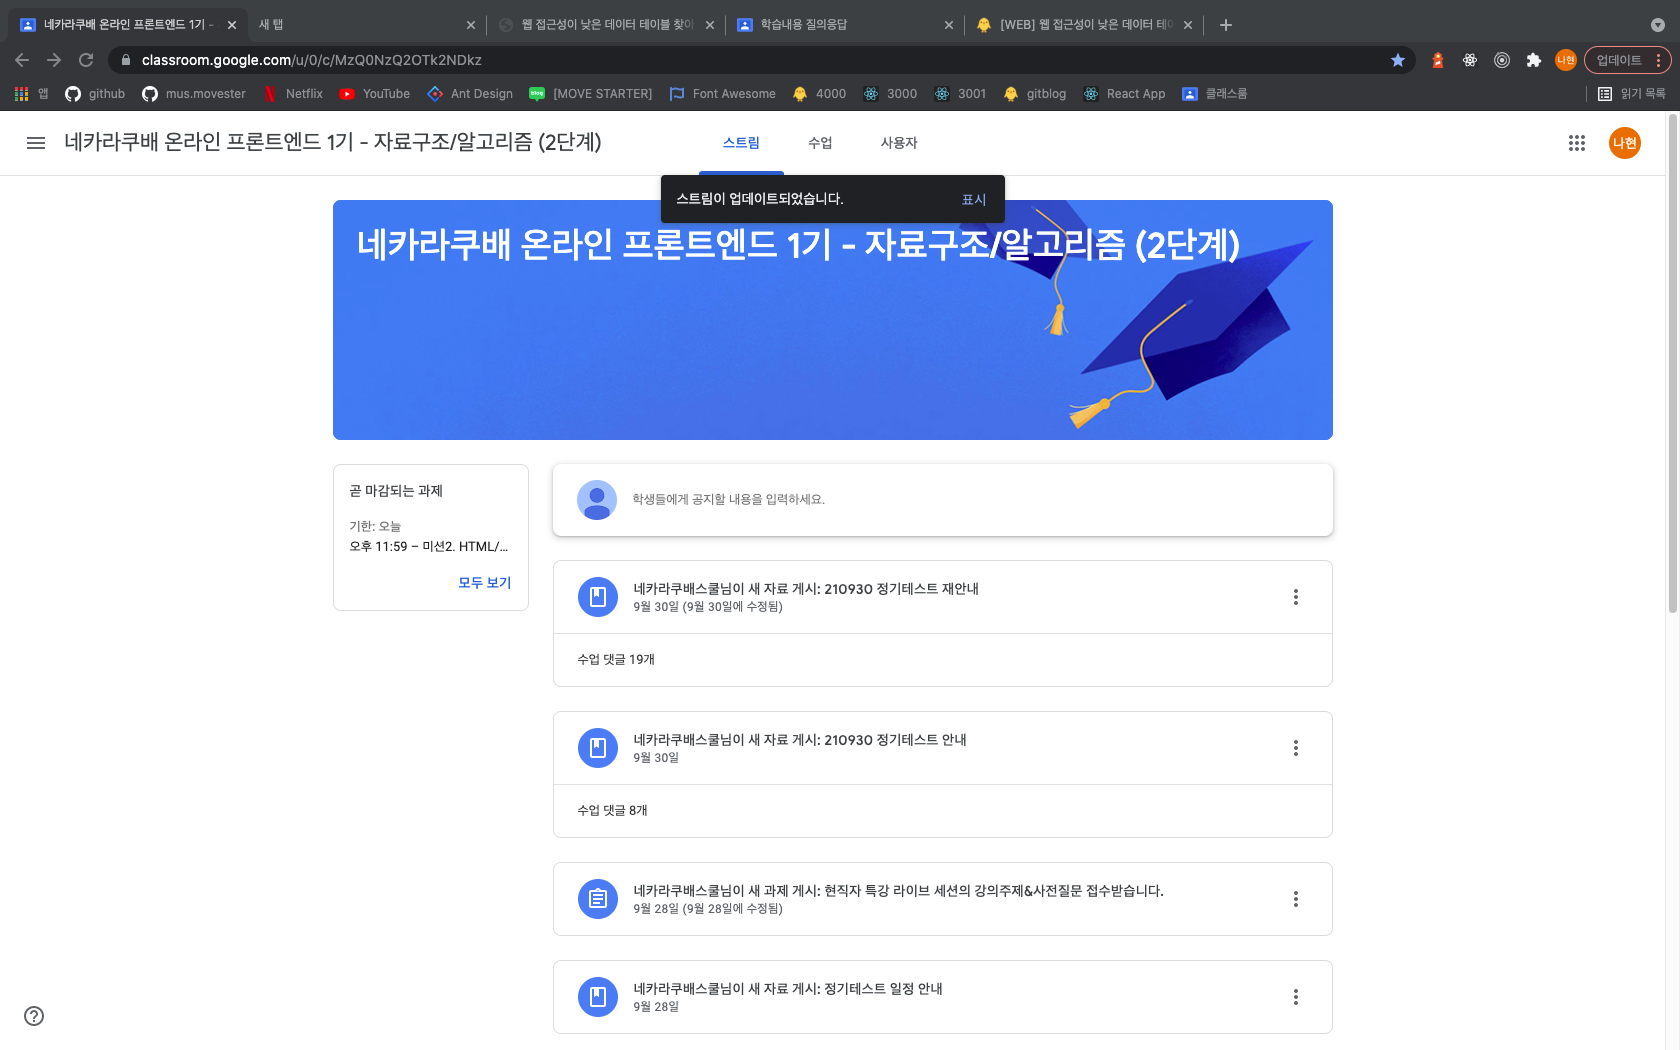 네카라쿠배 온라인 프론트엔드 1기 -
새 탭
웹 접근성이 낮은 데이터 테이블 찾아
학습내용 질의응답
[WEB] 웹 접근성이 낮은 데이터 테이
classroom.google.com/u/0/c/MzQ0NzQ2OTk2NDkz
나현
업데이트
앱
github
mus.movester
Netflix
YouTube
Ant Design
[MOVE STARTER]
Font Awesome
4000
3000
3001
gitblog
React App
클래스룸
읽기 목록
네카라쿠배 온라인 프론트엔드 1기 - 자료구조/알고리즘 (2단계)
스트림
수업
사용자
나현
스트림이 업데이트되었습니다.
표시
네카라쿠배 온라인 프론트엔드 1기 - 자료구조/알고리즘 (2단계)
곧 마감되는 과제
기한: 오늘
오후 11:59 – 미션2. HTML/...
모두 보기
학생들에게 공지할 내용을 입력하세요.
네카라쿠배스쿨님이 새 자료 게시: 210930 정기테스트 재안내
9월 30일 (9월 30일에 수정됨)
수업 댓글 19개
네카라쿠배스쿨님이 새 자료 게시: 210930 정기테스트 안내
9월 30일
수업 댓글 8개
네카라쿠배스쿨님이 새 과제 게시: 현직자 특강 라이브 세션의 강의주제&사전질문 접수받습니다.
9월 28일 (9월 28일에 수정됨)
네카라쿠배스쿨님이 새 자료 게시: 정기테스트 일정 안내
9월 28일